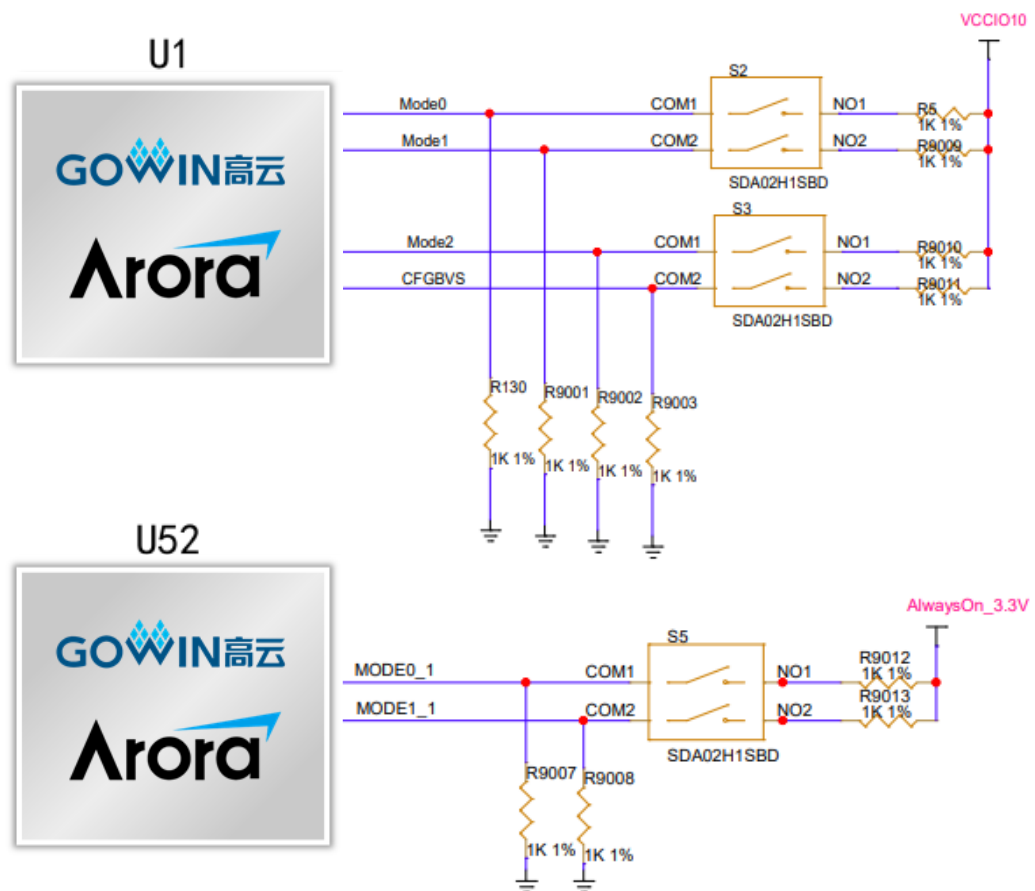 VCCIO10
U1
GOWIN高云
Arora
Mode0
COM1
S2
NO1
R5
1K 1%
Mode1
COM2
NO2
R9009
1K 1%
SDA02H1SBD
Mode2
COM1
S3
NO1
R9010
1K 1%
CFGBVS
COM2
NO2
R9011
1K 1%
SDA02H1SBD
R130
1K 1%
R9001
1K 1%
R9002
1K 1%
R9003
1K 1%
U52
GOWIN高云
Arora
AlwaysOn_3.3V
MODE0_1
COM1
S5
NO1
R9012
1K 1%
MODE1_1
COM2
NO2
R9013
1K 1%
SDA02H1SBD
R9007
1K 1%
R9008
1K 1%